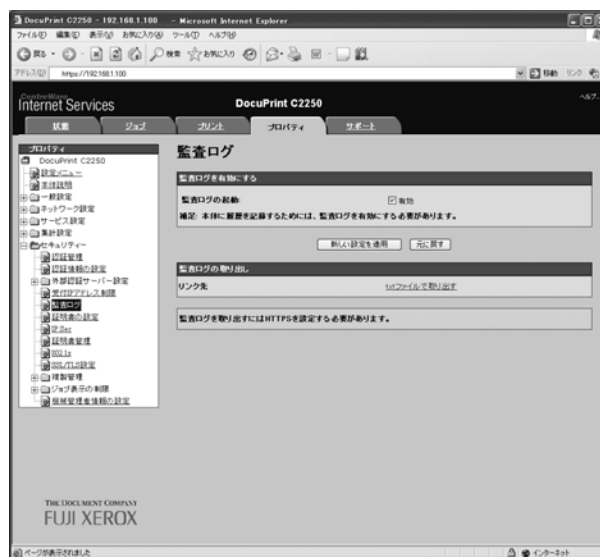 DocuPrint C2250 - 192.168.1.100 - Microsoft Internet Explorer
ファイル(F) 編集(E) 表示(V) お気に入り(A) ツール(T) ヘルプ(H)
戻る 検索 お気に入り
アドレス(D) https://192.168.1.100 移動 リンク
CentreWare
Internet Services
DocuPrint C2250
ヘルプ
状態 ジョブ プリント プロパティ サポート
プロパティ
DocuPrint C2250
設定メニュー
本体説明
一般設定
ネットワーク設定
サービス設定
集計設定
セキュリティー
認証管理
認証情報の設定
外部認証サーバー設定
受付IPアドレス制限
監査ログ
証明書の設定
IP Sec
証明書管理
802.1x
SSL/TLS設定
複製管理
ジョブ表示の制限
機械管理者情報の設定
監査ログ
監査ログを有効にする
監査ログの起動: 有効
補足: 本体に履歴を記録するためには、監査ログを有効にする必要があります。
新しい設定を適用 元に戻す
監査ログの取り出し
リンク先 txtファイルで取り出す
監査ログを取り出すにはHTTPSを設定する必要があります。
THE DOCUMENT COMPANY
FUJI XEROX
ページが表示されました インターネット